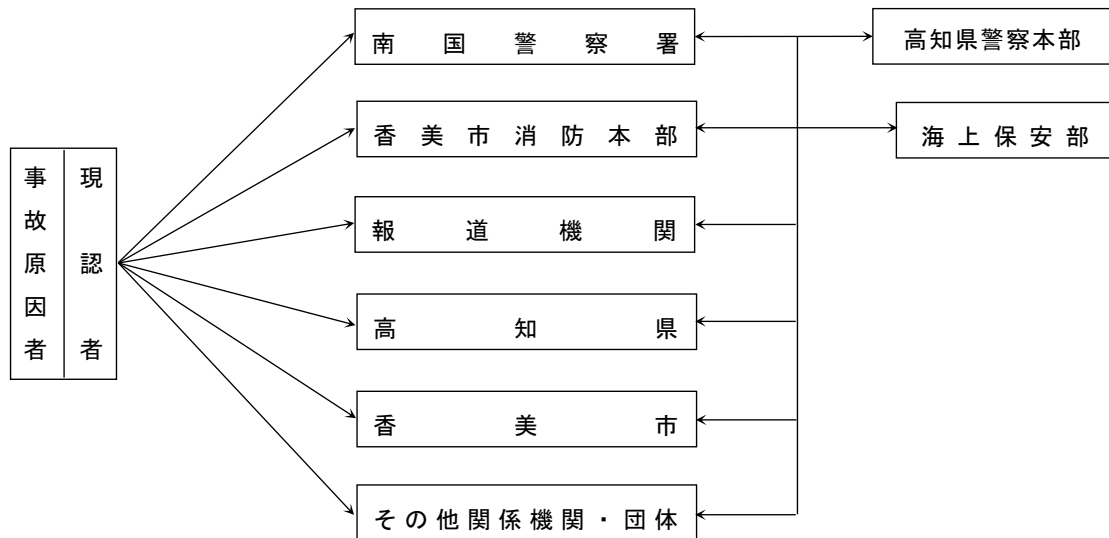 事故原因者
現認者
南国警察署
香美市消防本部
報道機関
高知県
香美市
その他関係機関・団体
高知県警察本部
海上保安部